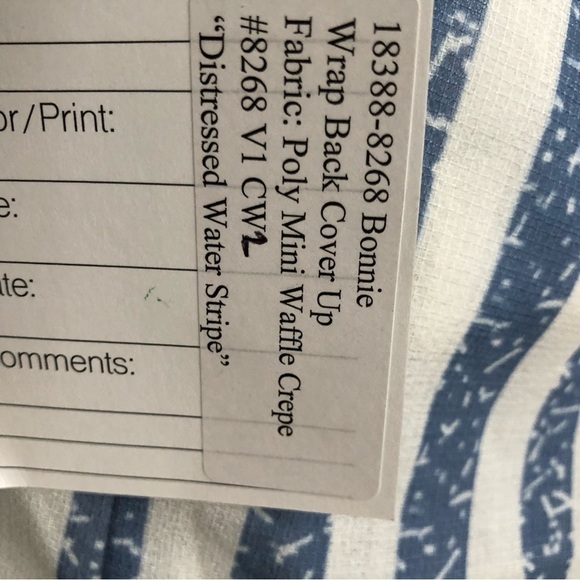 18388-8268 Bonnie
Wrap Back Cover Up
Fabric: Poly Mini Waffle Crepe
#8268 V1 CW2
“Distressed Water Stripe”
or/Print:
e:
ate:
omments: